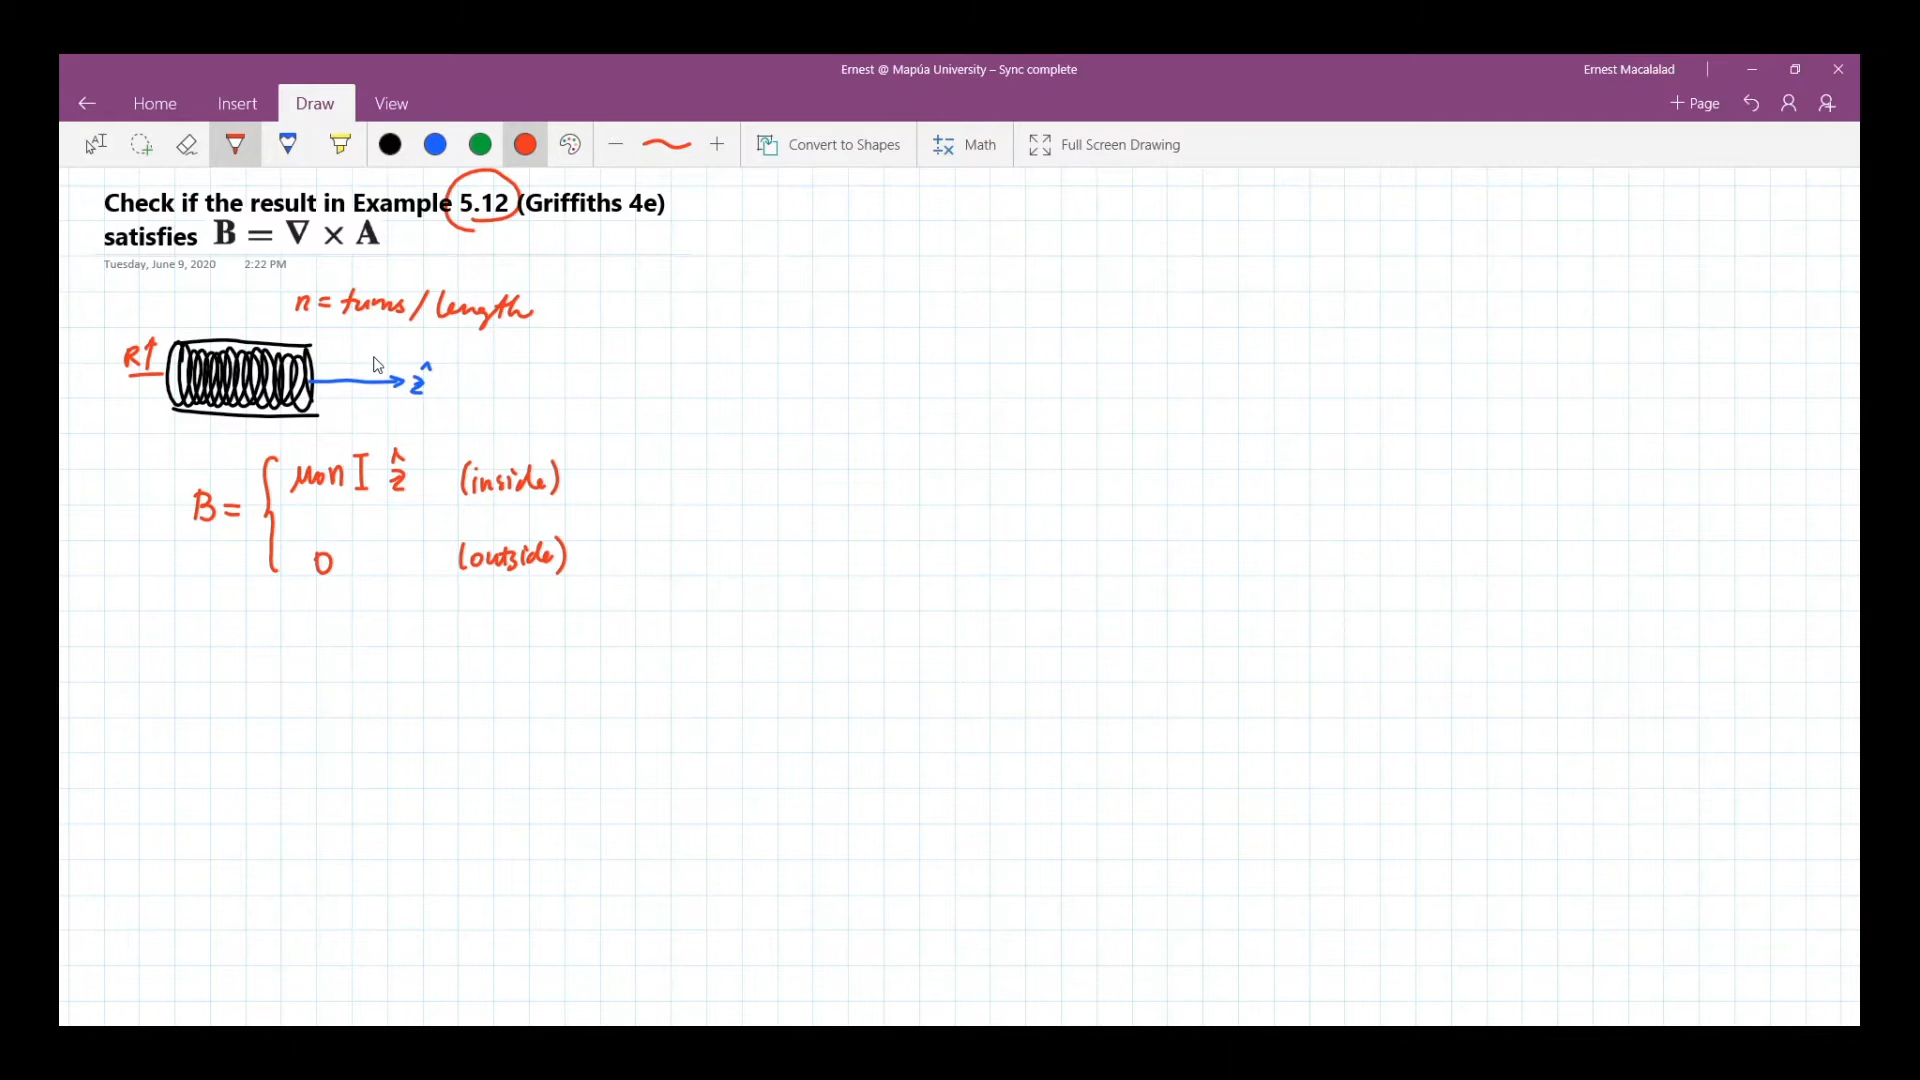 Ernest @ Mapúa University – Sync complete
Ernest Macalalad
Home Insert Draw View
+ Page
Convert to Shapes Math Full Screen Drawing
Check if the result in Example 5.12 (Griffiths 4e)
satisfies B = ∇ × A
Tuesday, June 9, 2020 2:22 PM
n = turns / length
R↑
ẑ
B = { μ₀nI ẑ (inside)
0 (outside)